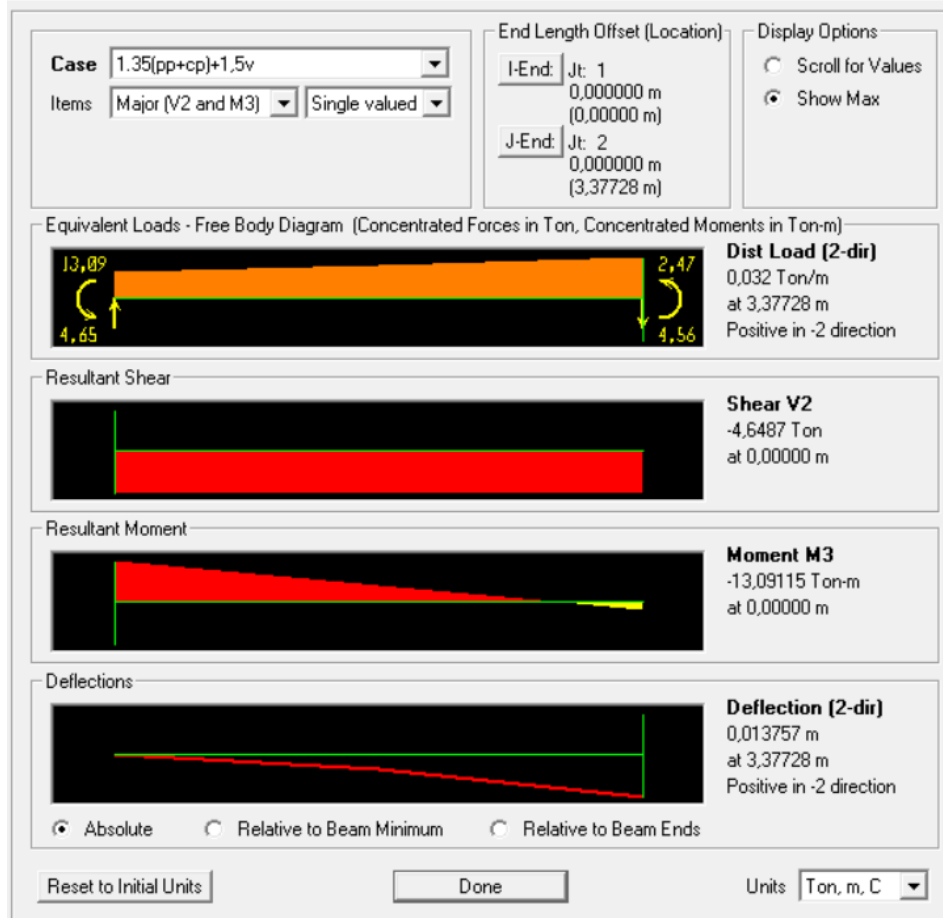 Case 1.35(pp+cp)+1,5v
Items Major (V2 and M3) Single valued
End Length Offset (Location)
I-End: Jt: 1
0,000000 m
(0,00000 m)
J-End: Jt: 2
0,000000 m
(3,37728 m)
Display Options
Scroll for Values
Show Max
Equivalent Loads - Free Body Diagram (Concentrated Forces in Ton, Concentrated Moments in Ton-m)
13,09 2,47
4,65 4,56
Dist Load (2-dir)
0,032 Ton/m
at 3,37728 m
Positive in -2 direction
Resultant Shear
Shear V2
-4,6487 Ton
at 0,00000 m
Resultant Moment
Moment M3
-13,09115 Ton-m
at 0,00000 m
Deflections
Deflection (2-dir)
0,013757 m
at 3,37728 m
Positive in -2 direction
Absolute Relative to Beam Minimum Relative to Beam Ends
Reset to Initial Units Done Units Ton, m, C